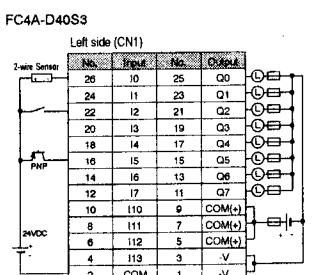 FC4A-D40S3
Left side (CN1)
No. Input No. Output
2-wire Sensor
26 I0 25 Q0
24 I1 23 Q1
22 I2 21 Q2
20 I3 19 Q3
18 I4 17 Q4
16 I5 15 Q5
PNP
14 I6 13 Q6
12 I7 11 Q7
10 I10 9 COM(+)
8 I11 7 COM(+)
24VDC
6 I12 5 COM(+)
4 I13 3 -V
2 COM 1 -V
L
L
L
L
L
L
L
L